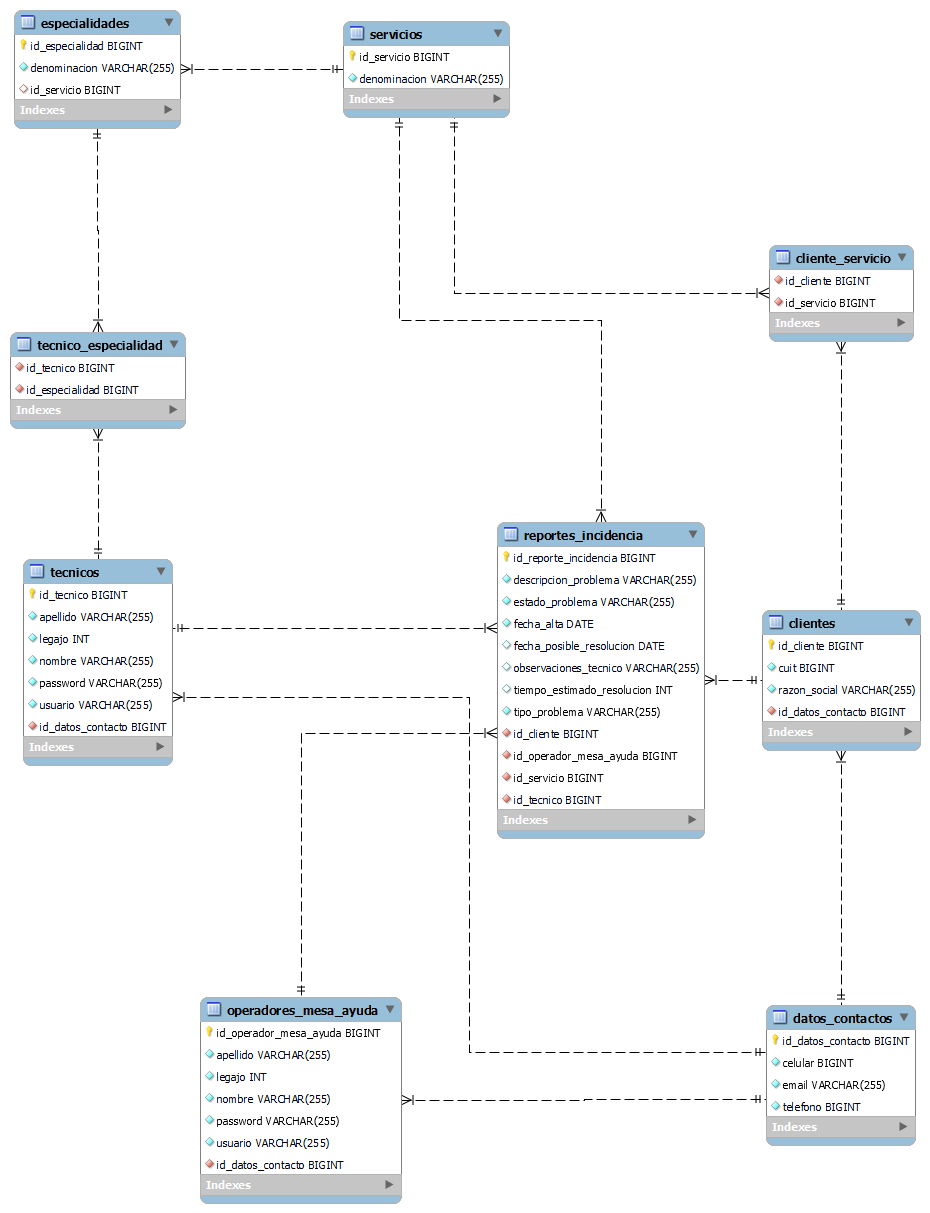 especialidades
id_especialidad BIGINT
denominacion VARCHAR(255)
id_servicio BIGINT
Indexes
servicios
id_servicio BIGINT
denominacion VARCHAR(255)
Indexes
cliente_servicio
id_cliente BIGINT
id_servicio BIGINT
Indexes
tecnico_especialidad
id_tecnico BIGINT
id_especialidad BIGINT
Indexes
tecnicos
id_tecnico BIGINT
apellido VARCHAR(255)
legajo INT
nombre VARCHAR(255)
password VARCHAR(255)
usuario VARCHAR(255)
id_datos_contacto BIGINT
Indexes
reportes_incidencia
id_reporte_incidencia BIGINT
descripcion_problema VARCHAR(255)
estado_problema VARCHAR(255)
fecha_alta DATE
fecha_posible_resolucion DATE
observaciones_tecnico VARCHAR(255)
tiempo_estimado_resolucion INT
tipo_problema VARCHAR(255)
id_cliente BIGINT
id_operador_mesa_ayuda BIGINT
id_servicio BIGINT
id_tecnico BIGINT
Indexes
clientes
id_cliente BIGINT
cuit BIGINT
razon_social VARCHAR(255)
id_datos_contacto BIGINT
Indexes
operadores_mesa_ayuda
id_operador_mesa_ayuda BIGINT
apellido VARCHAR(255)
legajo INT
nombre VARCHAR(255)
password VARCHAR(255)
usuario VARCHAR(255)
id_datos_contacto BIGINT
Indexes
datos_contactos
id_datos_contacto BIGINT
celular BIGINT
email VARCHAR(255)
telefono BIGINT
Indexes